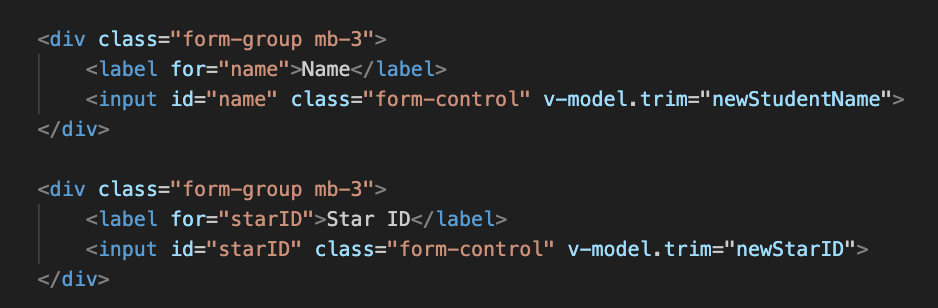 <div class="form-group mb-3">
    <label for="name">Name</label>
    <input id="name" class="form-control" v-model.trim="newStudentName">
</div>

<div class="form-group mb-3">
    <label for="starID">Star ID</label>
    <input id="starID" class="form-control" v-model.trim="newStarID">
</div>